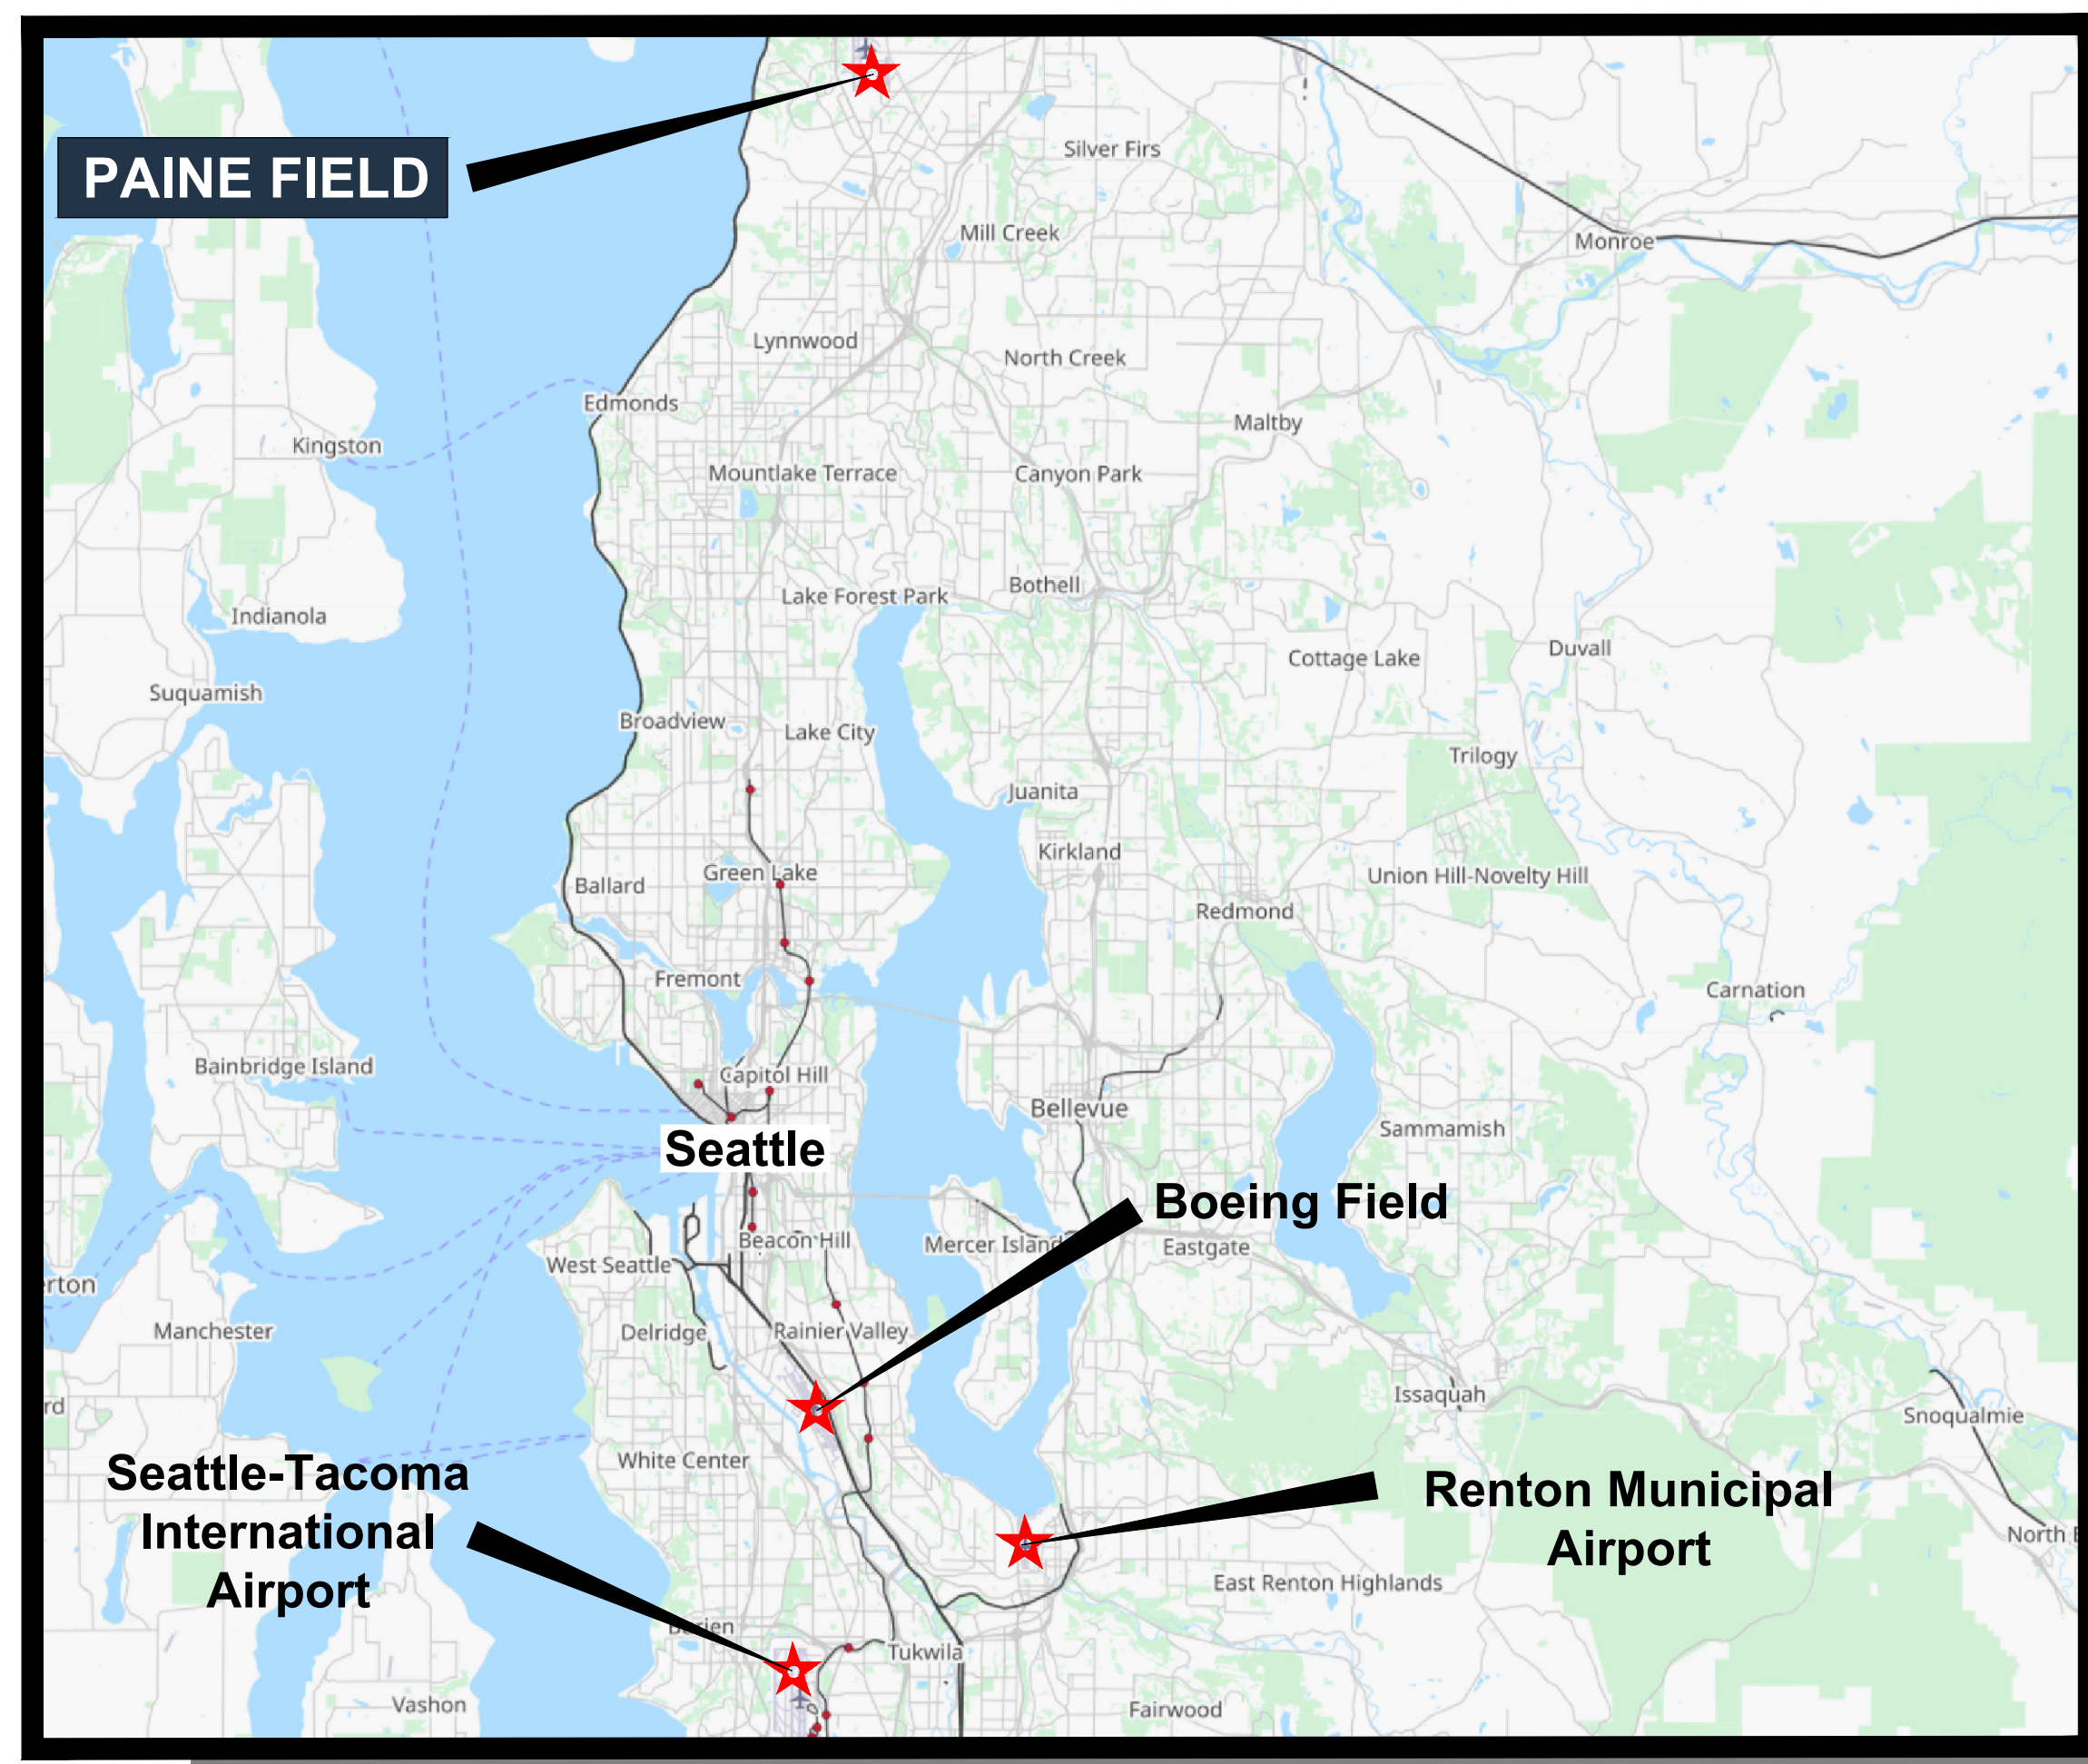 PAINE FIELD
Silver Firs
Mill Creek
Monroe
Lynnwood
North Creek
Edmonds
Maltby
Kingston
Mountlake Terrace
Canyon Park
Bothell
Lake Forest Park
Indianola
Duvall
Cottage Lake
Suquamish
Broadview
Lake City
Trilogy
Juanita
Kirkland
Green Lake
Union Hill-Novelty Hill
Ballard
Redmond
Fremont
Carnation
Bainbridge Island
Capitol Hill
Bellevue
Sammamish
Seattle
Boeing Field
Beacon Hill
Mercer Island
Eastgate
West Seattle
erton
Manchester
Delridge
Rainier Valley
Issaquah
rd
Snoqualmie
White Center
Seattle-Tacoma
International
Airport
Renton Municipal
Airport
North
East Renton Highlands
Tukwila
Vashon
Fairwood